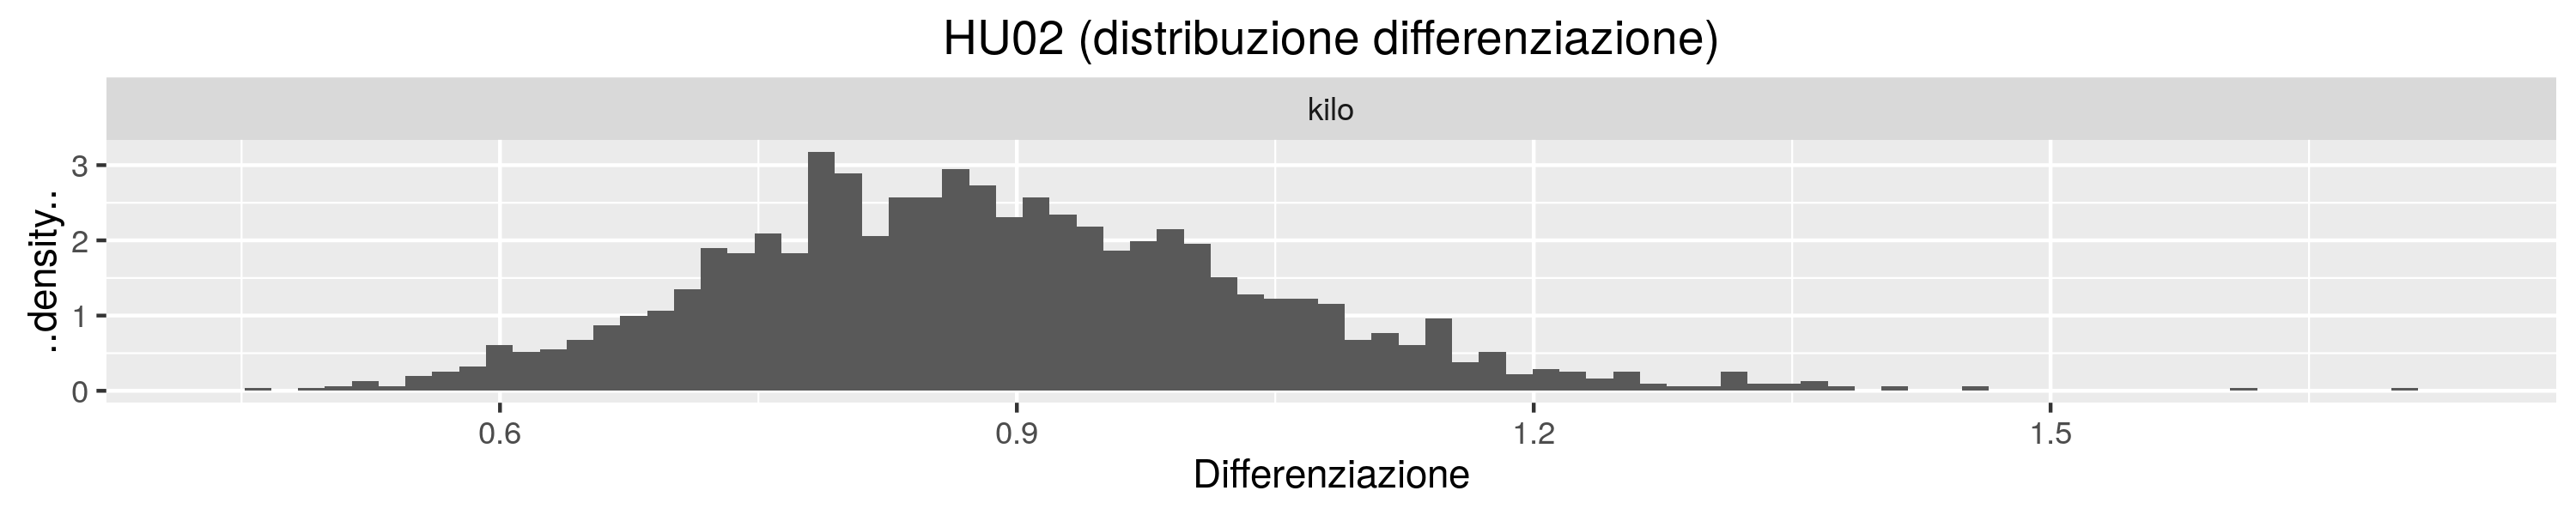 HU02 (distribuzione differenziazione)
kilo
3
2
1
0
..density..
0.6 0.9 1.2 1.5
Differenziazione